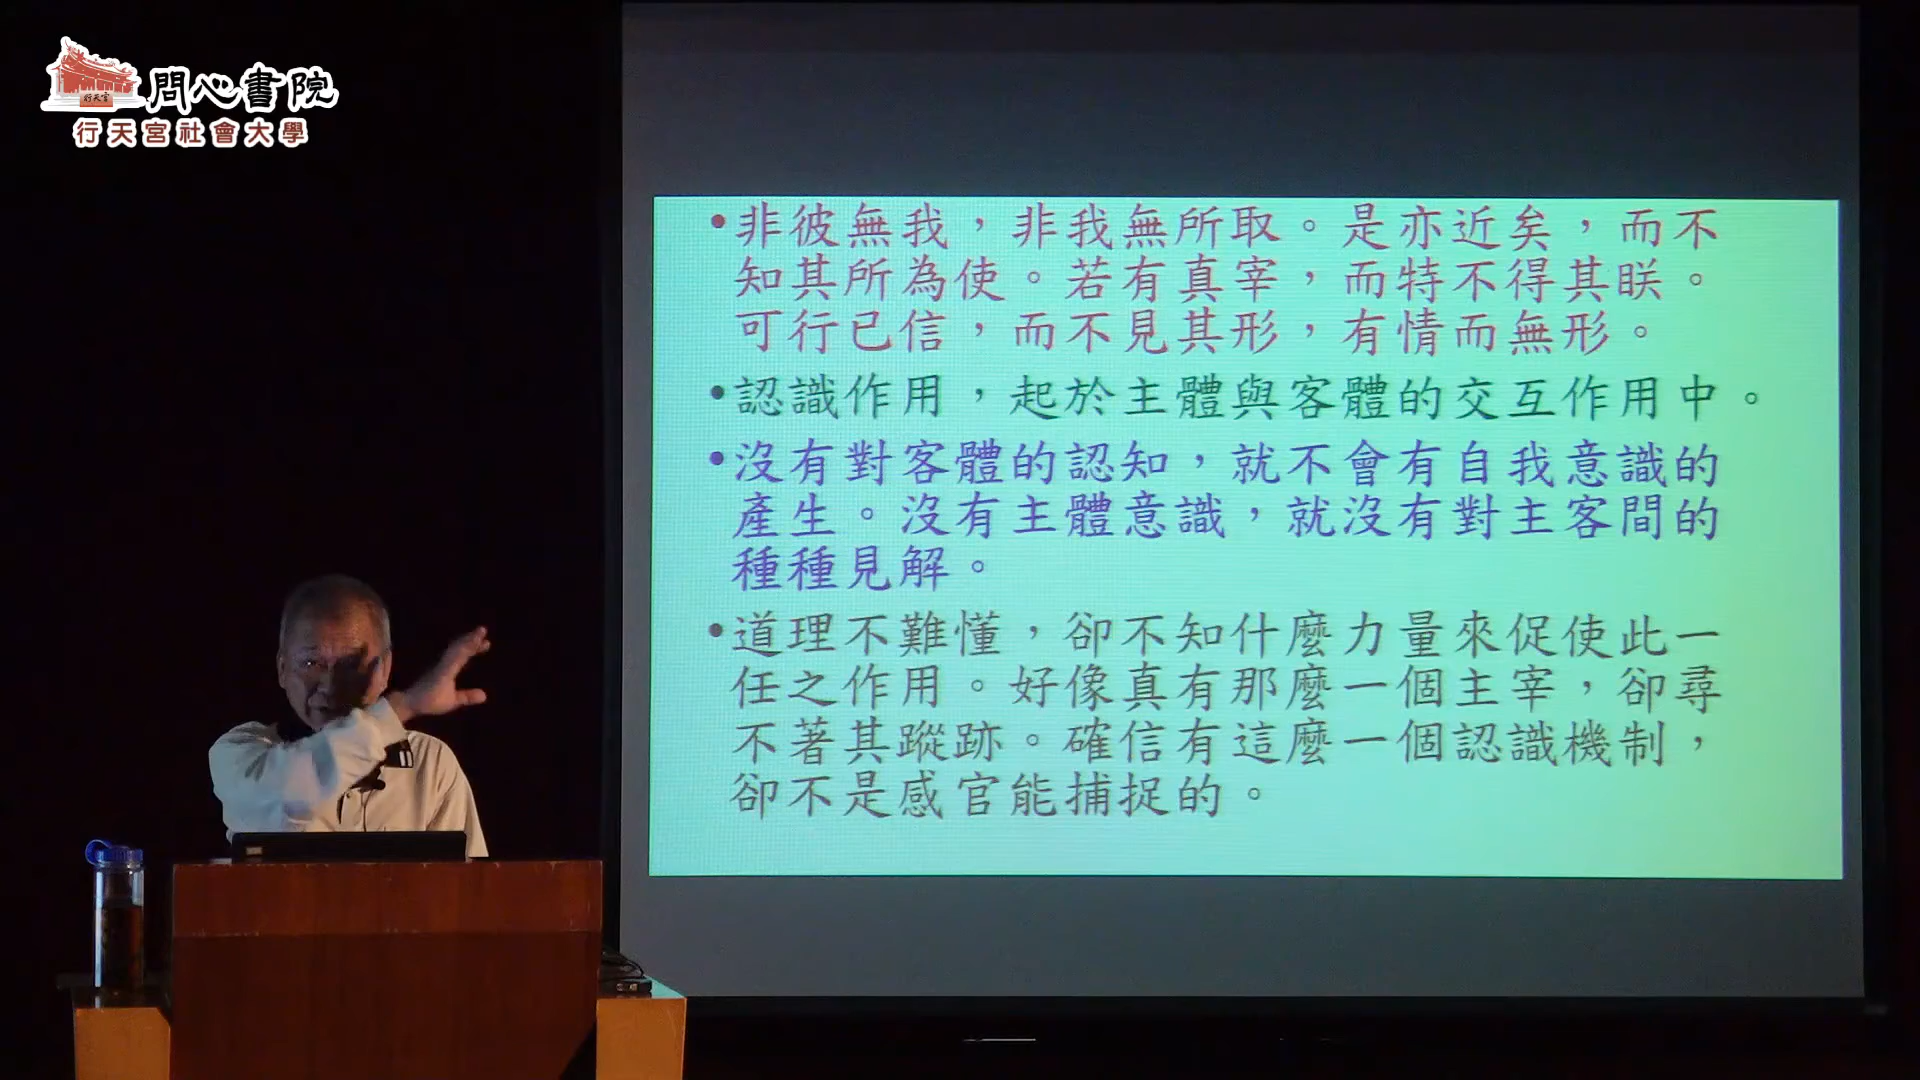 問心書院
行天宮
行天宮社會大學
•非彼無我，非我無所取。是亦近矣，而不
知其所為使。若有真宰，而特不得其眹。
可行已信，而不見其形，有情而無形。
•認識作用，起於主體與客體的交互作用中。
•沒有對客體的認知，就不會有自我意識的
產生。沒有主體意識，就沒有對主客間的
種種見解。
•道理不難懂，卻不知什麼力量來促使此一
任之作用。好像真有那麼一個主宰，卻尋
不著其蹤跡。確信有這麼一個認識機制，
卻不是感官能捕捉的。